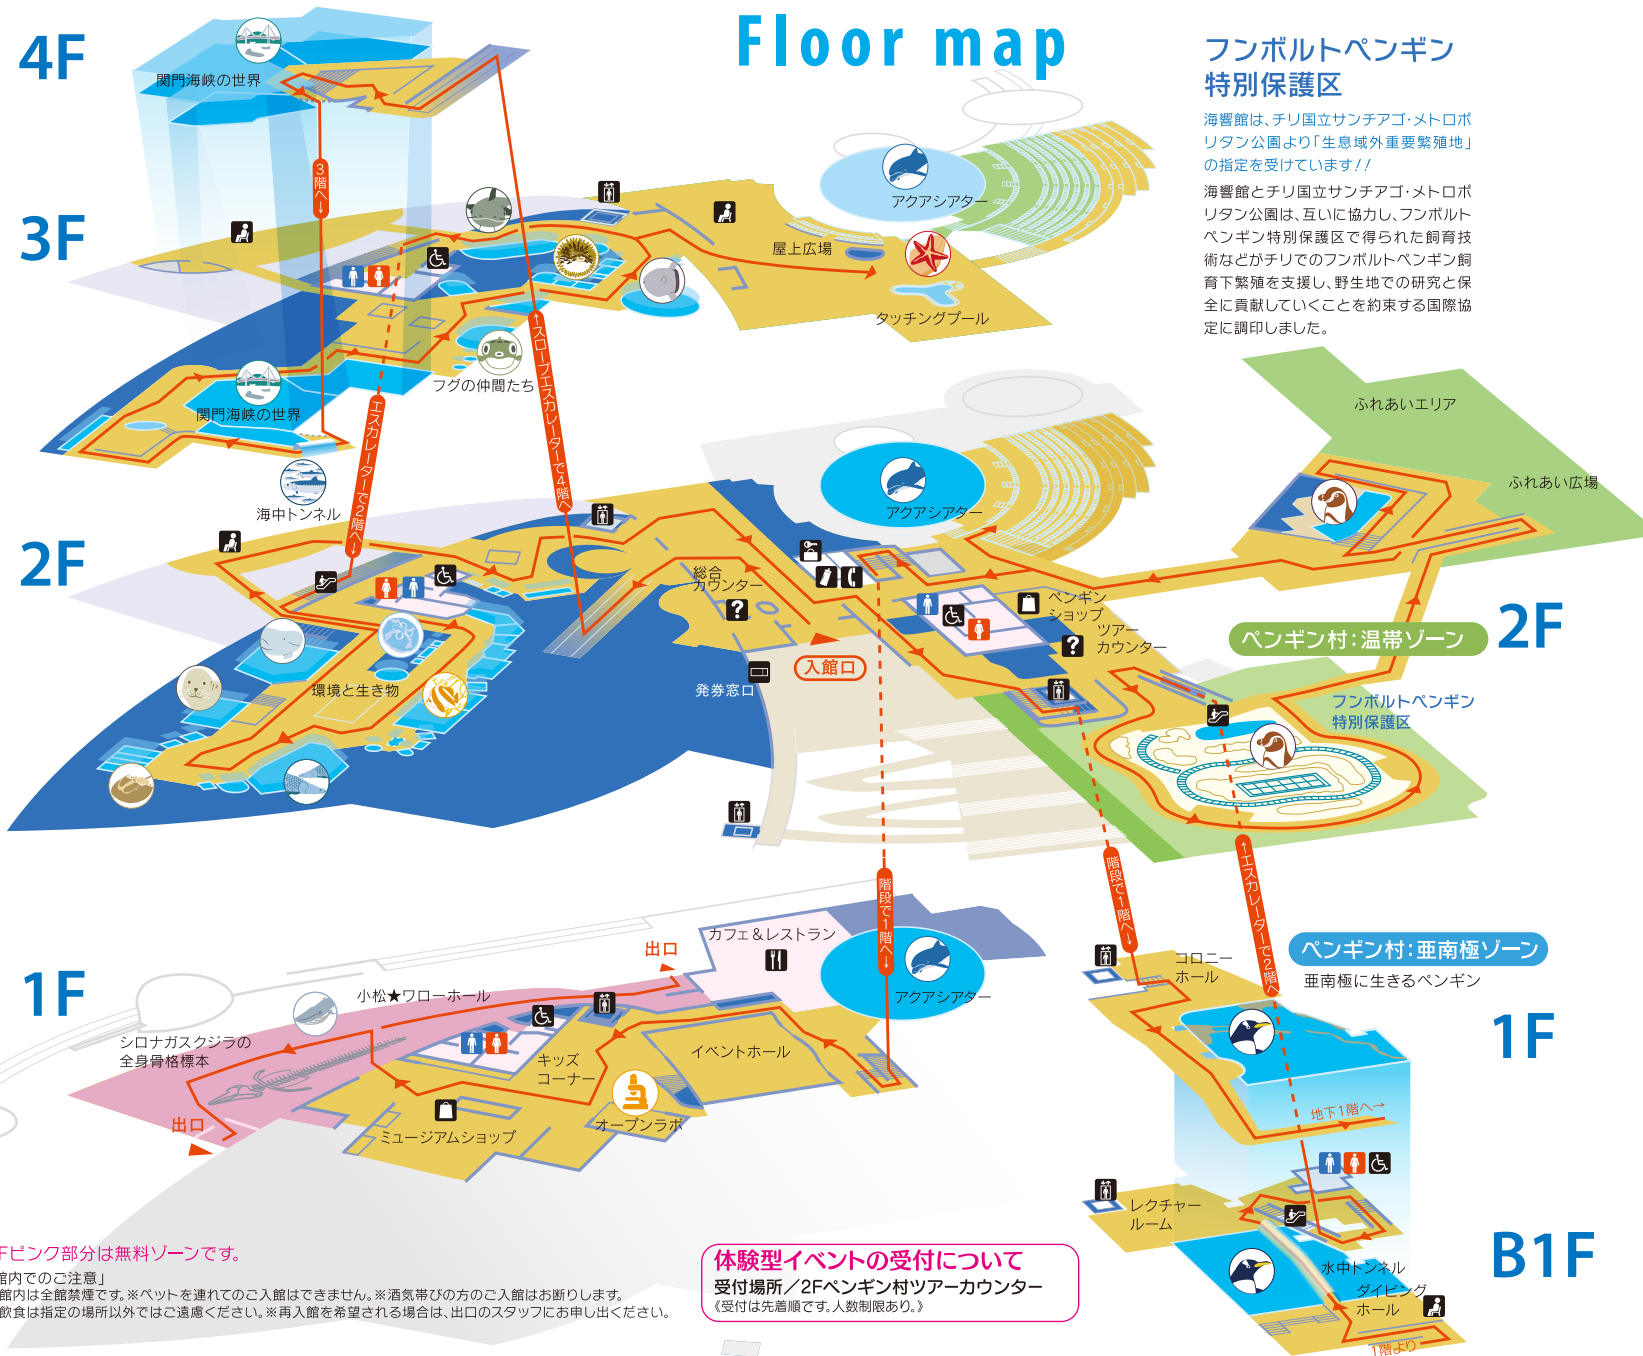 Floor map
4F
関門海峡の世界
3階へ→
3F
アクアシアター
屋上広場
タッチングプール
フグの仲間たち
↑スロープエスカレーターで4階へ
関門海峡の世界
海中トンネル
エスカレーターで2階へ→
フンボルトペンギン
特別保護区
海響館は、チリ国立サンチアゴ・メトロポ
リタン公園より「生息域外重要繁殖地」
の指定を受けています!!
海響館とチリ国立サンチアゴ・メトロポ
リタン公園は、互いに協力し、フンボルト
ペンギン特別保護区で得られた飼育技
術などがチリでのフンボルトペンギン飼
育下繁殖を支援し、野生地での研究と保
全に貢献していくことを約束する国際協
定に調印しました。
2F
アクアシアター
総合
カウンター
?
ペンギン
ショップ
ツアー
カウンター
?
入館口
発券窓口
環境と生き物
ふれあいエリア
ふれあい広場
ペンギン村:温帯ゾーン
2F
フンボルトペンギン
特別保護区
階段で1階へ→
階段で1階へ→
↑エスカレーターで2階へ
1F
出口
カフェ&レストラン
アクアシアター
小松★ワローホール
シロナガスクジラの
全身骨格標本
キッズ
コーナー
イベントホール
オープンラボ
ミュージアムショップ
出口
ペンギン村:亜南極ゾーン
亜南極に生きるペンギン
コロニー
ホール
1F
地下1階へ→
レクチャー
ルーム
B1F
水中トンネル
ダイビング
ホール
1階より
Fピンク部分は無料ゾーンです。
館内でのご注意」
館内は全館禁煙です。※ペットを連れてのご入館はできません。※酒気帯びの方のご入館はお断りします。
飲食は指定の場所以外ではご遠慮ください。※再入館を希望される場合は、出口のスタッフにお申し出ください。
体験型イベントの受付について
受付場所/2Fペンギン村ツアーカウンター
《受付は先着順です。人数制限あり。》